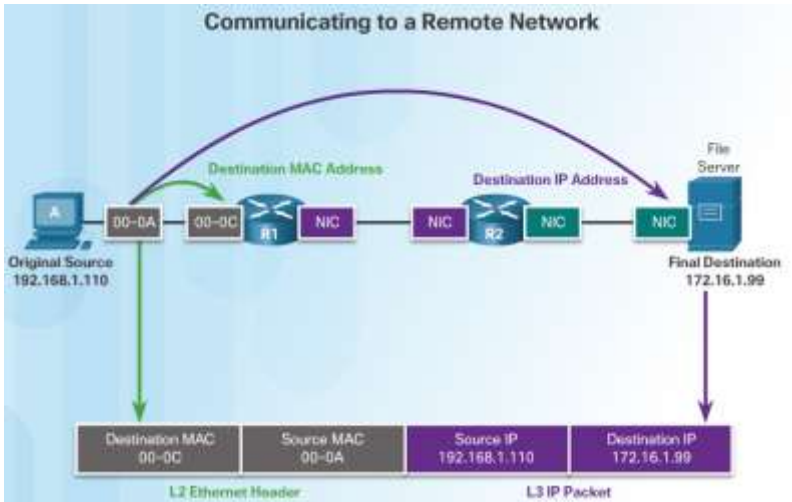 Communicating to a Remote Network
Destination MAC Address
Destination IP Address
File
Server
A
00-0A
00-0C
R1
NIC
NIC
R2
NIC
NIC
Original Source
192.168.1.110
Final Destination
172.16.1.99
Destination MAC
00-0C
Source MAC
00-0A
Source IP
192.168.1.110
Destination IP
172.16.1.99
L2 Ethernet Header
L3 IP Packet